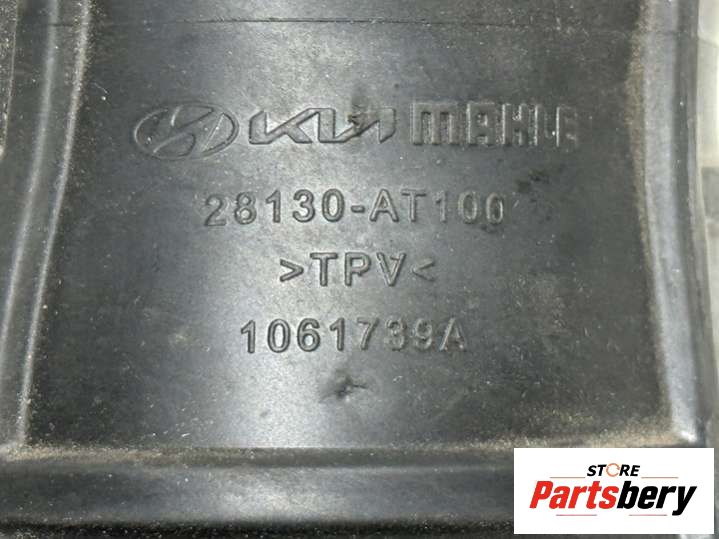 KIA MAHLE
28130-AT100
>TPV<
1061739A
STORE
Partsbery